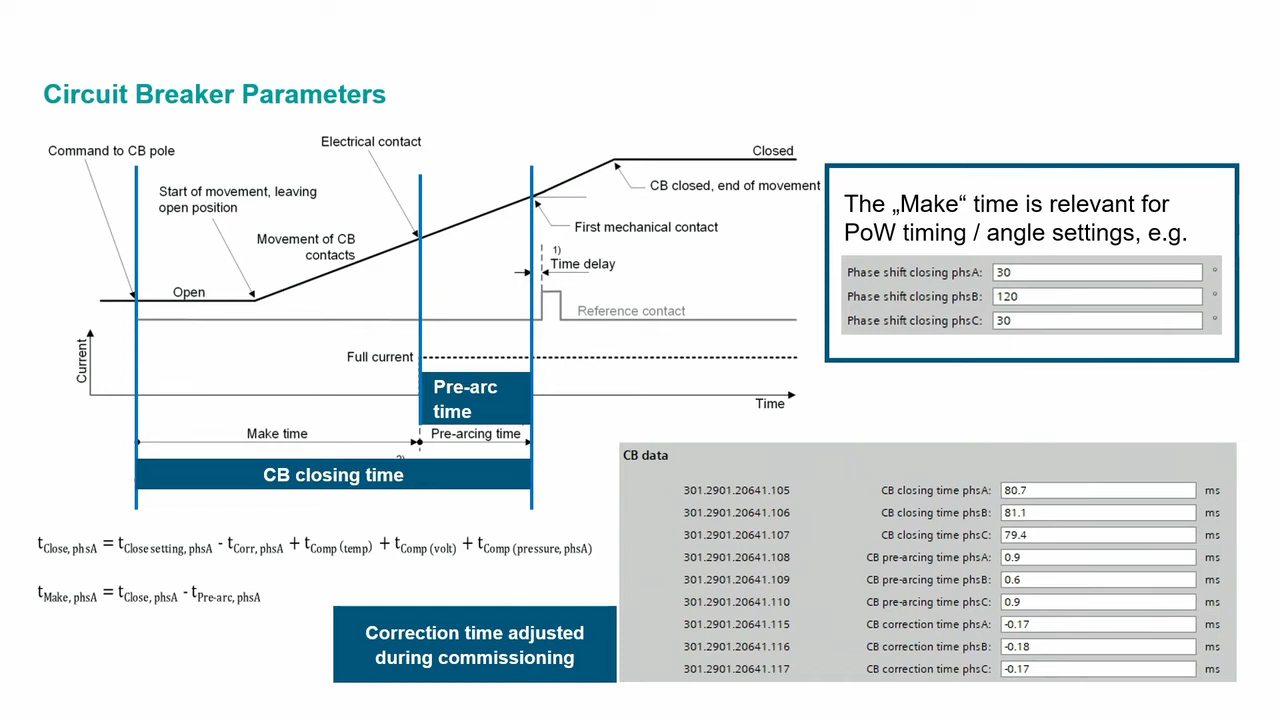 Circuit Breaker Parameters
Command to CB pole
Electrical contact
Closed
Start of movement, leaving
open position
CB closed, end of movement
Movement of CB
contacts
First mechanical contact
1)
Time delay
Open
Reference contact
Full current
Current
Pre-arc
time
Time
Make time
Pre-arcing time
2)
CB closing time
The „Make“ time is relevant for
PoW timing / angle settings, e.g.
Phase shift closing phsA: 30 °
Phase shift closing phsB: 120 °
Phase shift closing phsC: 30 °
tClose, phsA = tClose setting, phsA - tCorr, phsA + tComp (temp) + tComp (volt) + tComp (pressure, phsA)
tMake, phsA = tClose, phsA - tPre-arc, phsA
Correction time adjusted
during commissioning
CB data
301.2901.20641.105 CB closing time phsA: 80.7 ms
301.2901.20641.106 CB closing time phsB: 81.1 ms
301.2901.20641.107 CB closing time phsC: 79.4 ms
301.2901.20641.108 CB pre-arcing time phsA: 0.9 ms
301.2901.20641.109 CB pre-arcing time phsB: 0.6 ms
301.2901.20641.110 CB pre-arcing time phsC: 0.9 ms
301.2901.20641.115 CB correction time phsA: -0.17 ms
301.2901.20641.116 CB correction time phsB: -0.18 ms
301.2901.20641.117 CB correction time phsC: -0.17 ms